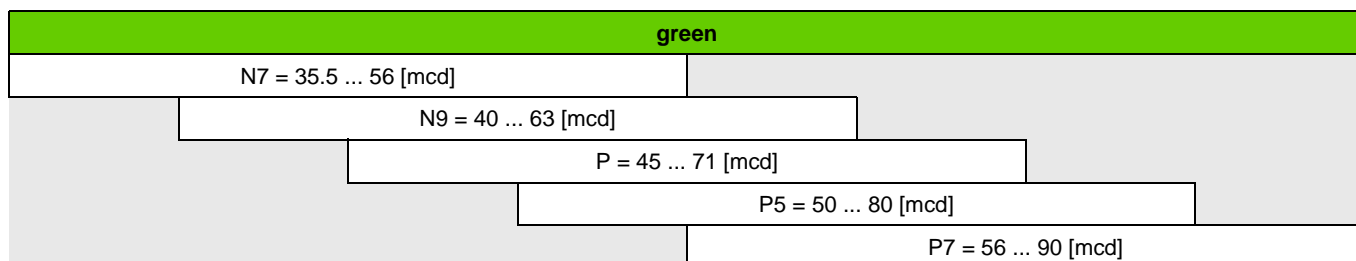 green
N7 = 35.5 ... 56 [mcd]
N9 = 40 ... 63 [mcd]
P = 45 ... 71 [mcd]
P5 = 50 ... 80 [mcd]
P7 = 56 ... 90 [mcd]